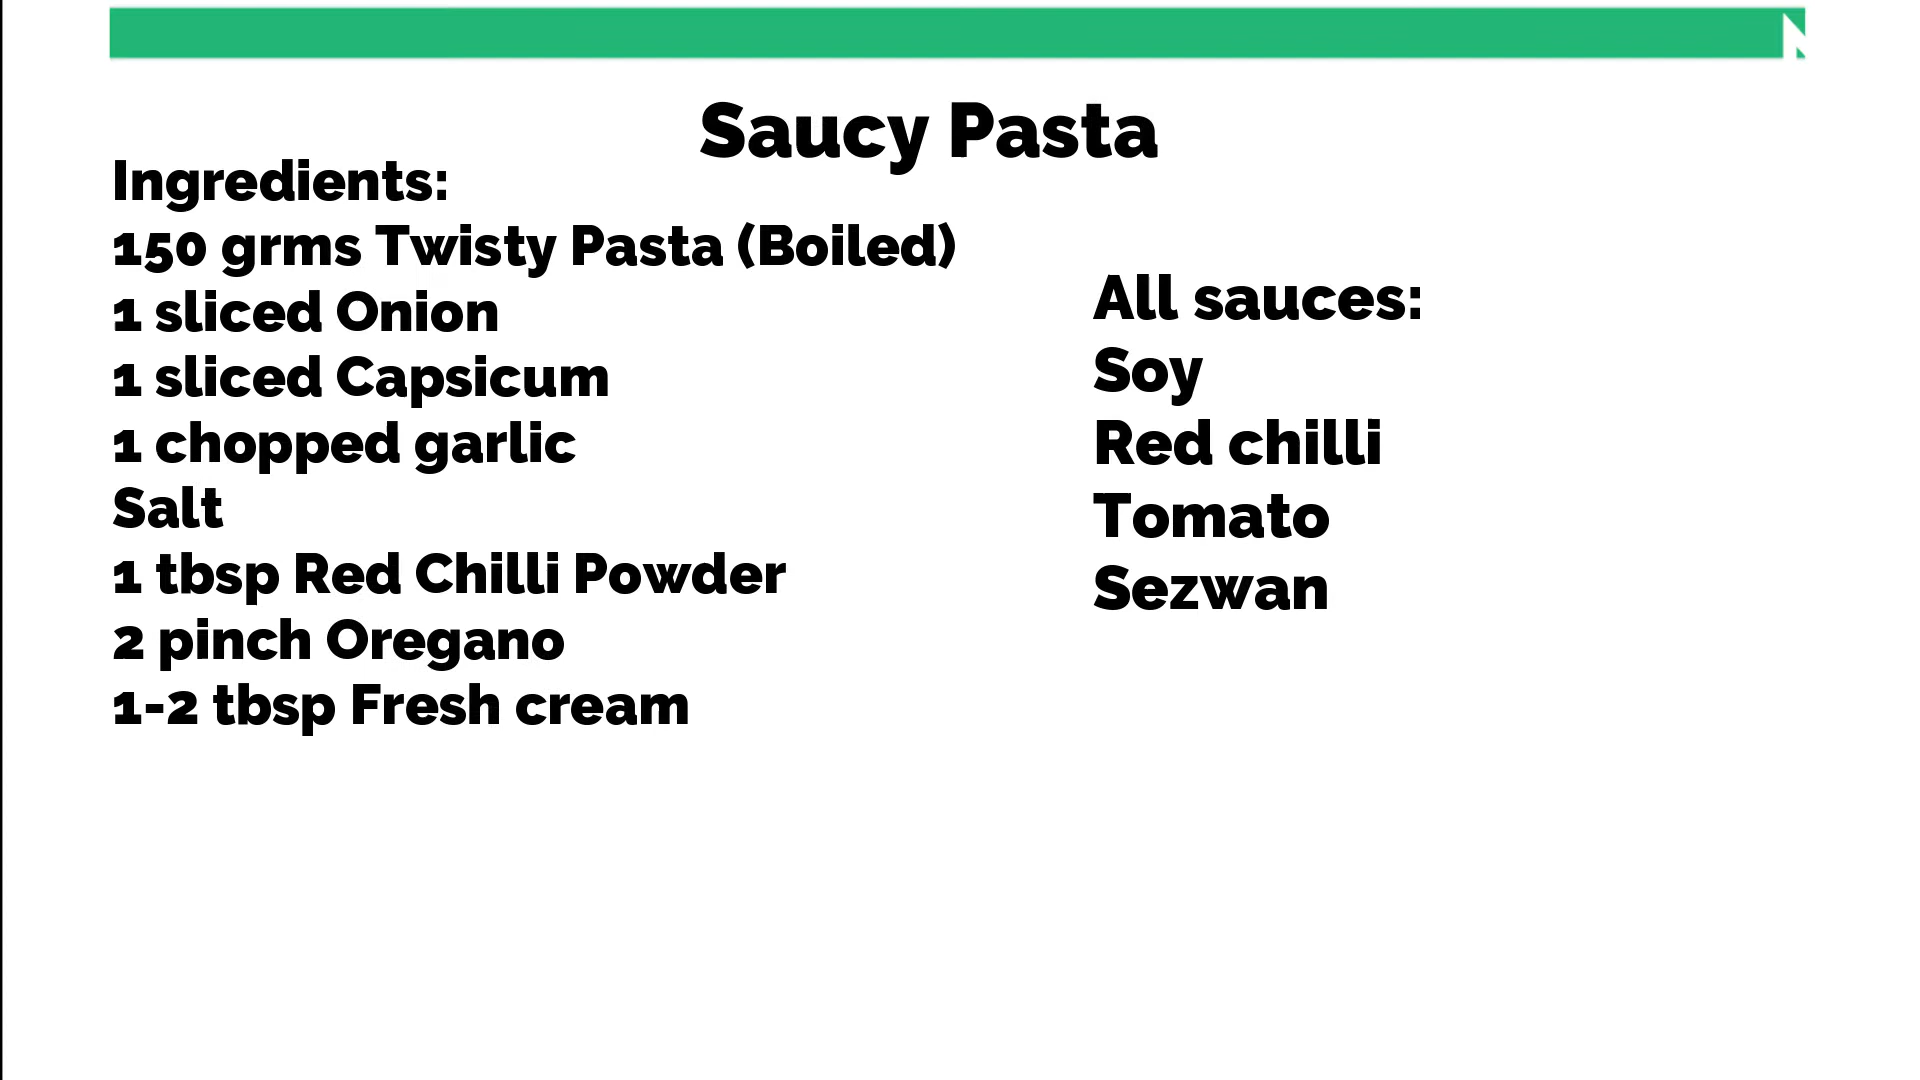 Saucy Pasta
Ingredients:
150 grms Twisty Pasta (Boiled)
1 sliced Onion
1 sliced Capsicum
1 chopped garlic
Salt
1 tbsp Red Chilli Powder
2 pinch Oregano
1-2 tbsp Fresh cream
All sauces:
Soy
Red chilli
Tomato
Sezwan